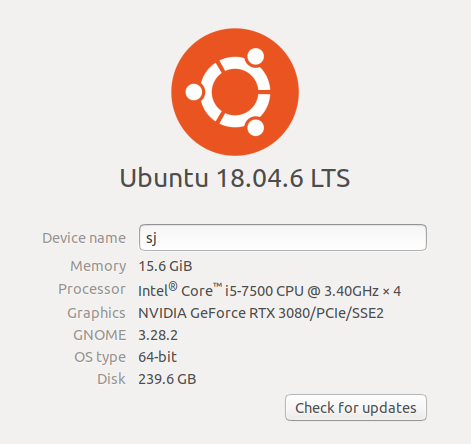 Ubuntu 18.04.6 LTS
Device name sj
Memory 15.6 GiB
Processor Intel® Core™ i5-7500 CPU @ 3.40GHz × 4
Graphics NVIDIA GeForce RTX 3080/PCIe/SSE2
GNOME 3.28.2
OS type 64-bit
Disk 239.6 GB
Check for updates